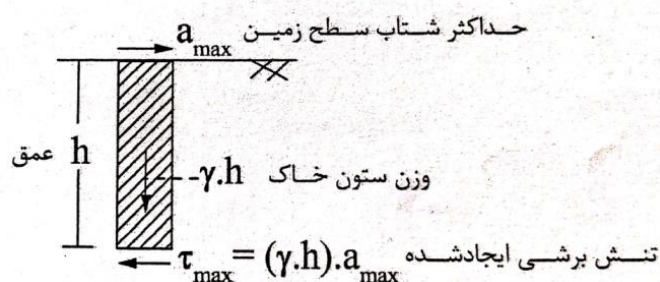 a_max حداکثر شتاب سطح زمین
عمق h
γ.h وزن ستون خاک
τ_max = (γ.h).a_max تنش برشی ایجادشده